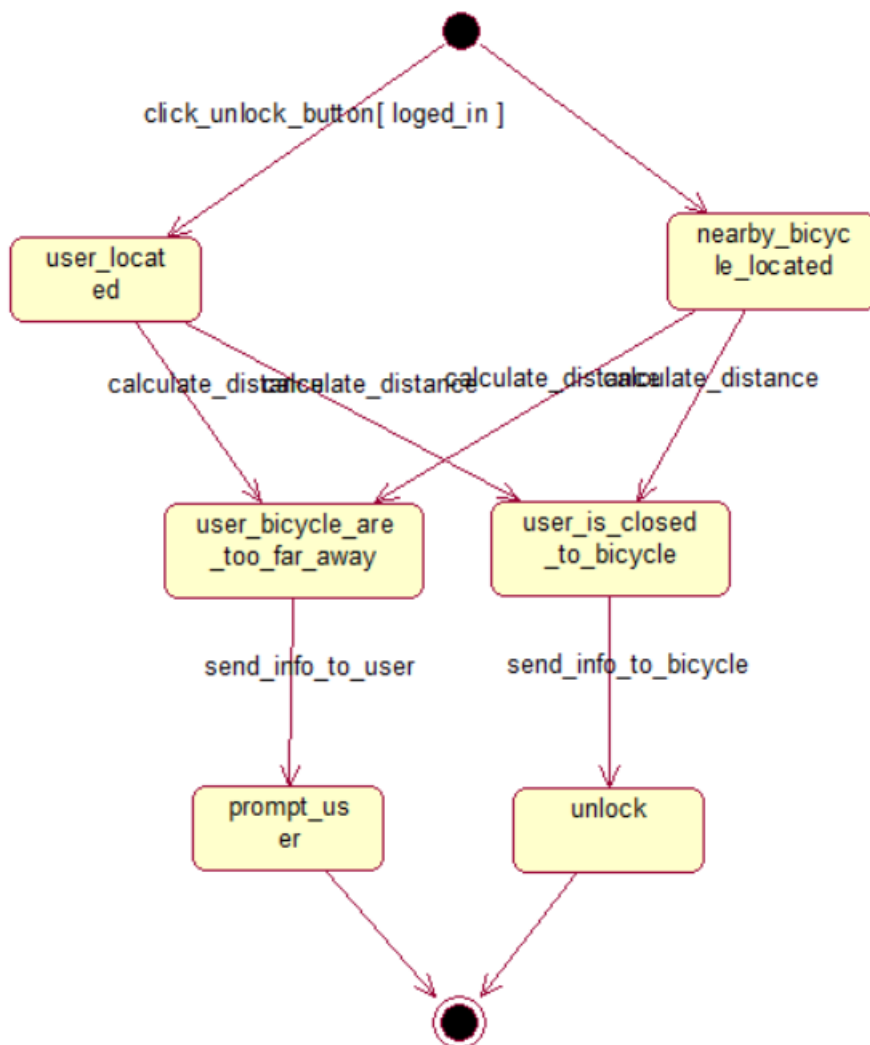 click_unlock_button[ loged_in ]
user_locat
ed
nearby_bicyc
le_located
calculate_distance
calculate_distance
calculate_distance
calculate_distance
user_bicycle_are
_too_far_away
user_is_closed
_to_bicycle
send_info_to_user
send_info_to_bicycle
prompt_us
er
unlock